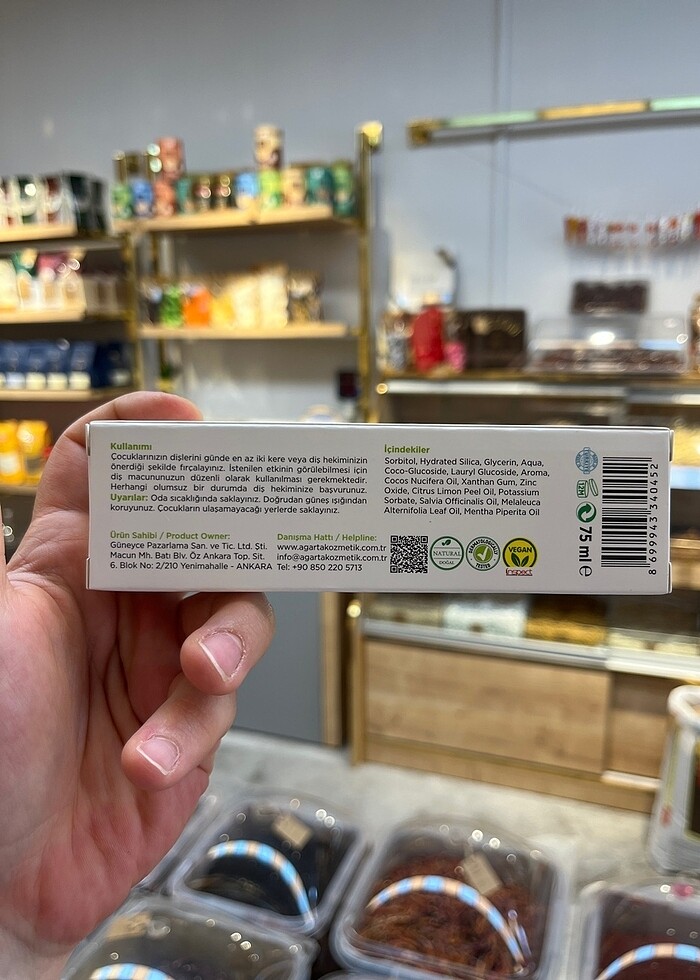 Kullanımı
Çocuklarınızın dişlerini günde en az iki kere veya diş hekiminizin
önerdiği şekilde fırçalayınız. İstenilen etkinin görülebilmesi için
diş macununuzun düzenli olarak kullanılması gerekmektedir.
Herhangi olumsuz bir durumda diş hekiminize başvurunuz.
Uyarılar: Oda sıcaklığında saklayınız. Doğrudan güneş ışığından
koruyunuz. Çocukların ulaşamayacağı yerlerde saklayınız.
Ürün Sahibi / Product Owner:
Güneyce Pazarlama San. ve Tic. Ltd. Şti.
Macun Mh. Batı Blv. Öz Ankara Top. Sit.
6. Blok No: 2/210 Yenimahalle - ANKARA
Danışma Hattı / Helpline:
www.agartakozmetik.com.tr
info@agartakozmetik.com.tr
Tel: +90 850 220 5713
İçindekiler
Sorbitol, Hydrated Silica, Glycerin, Aqua,
Coco-Glucoside, Lauryl Glucoside, Aroma,
Cocos Nucifera Oil, Xanthan Gum, Zinc
Oxide, Citrus Limon Peel Oil, Potassium
Sorbate, Salvia Officinalis Oil, Melaleuca
Alternifolia Leaf Oil, Mentha Piperita Oil
NATURAL
DOĞAL
DERMATOLOGICALLY
TESTED
VEGAN
inspect
12M
75 ml e
8 699943 340452